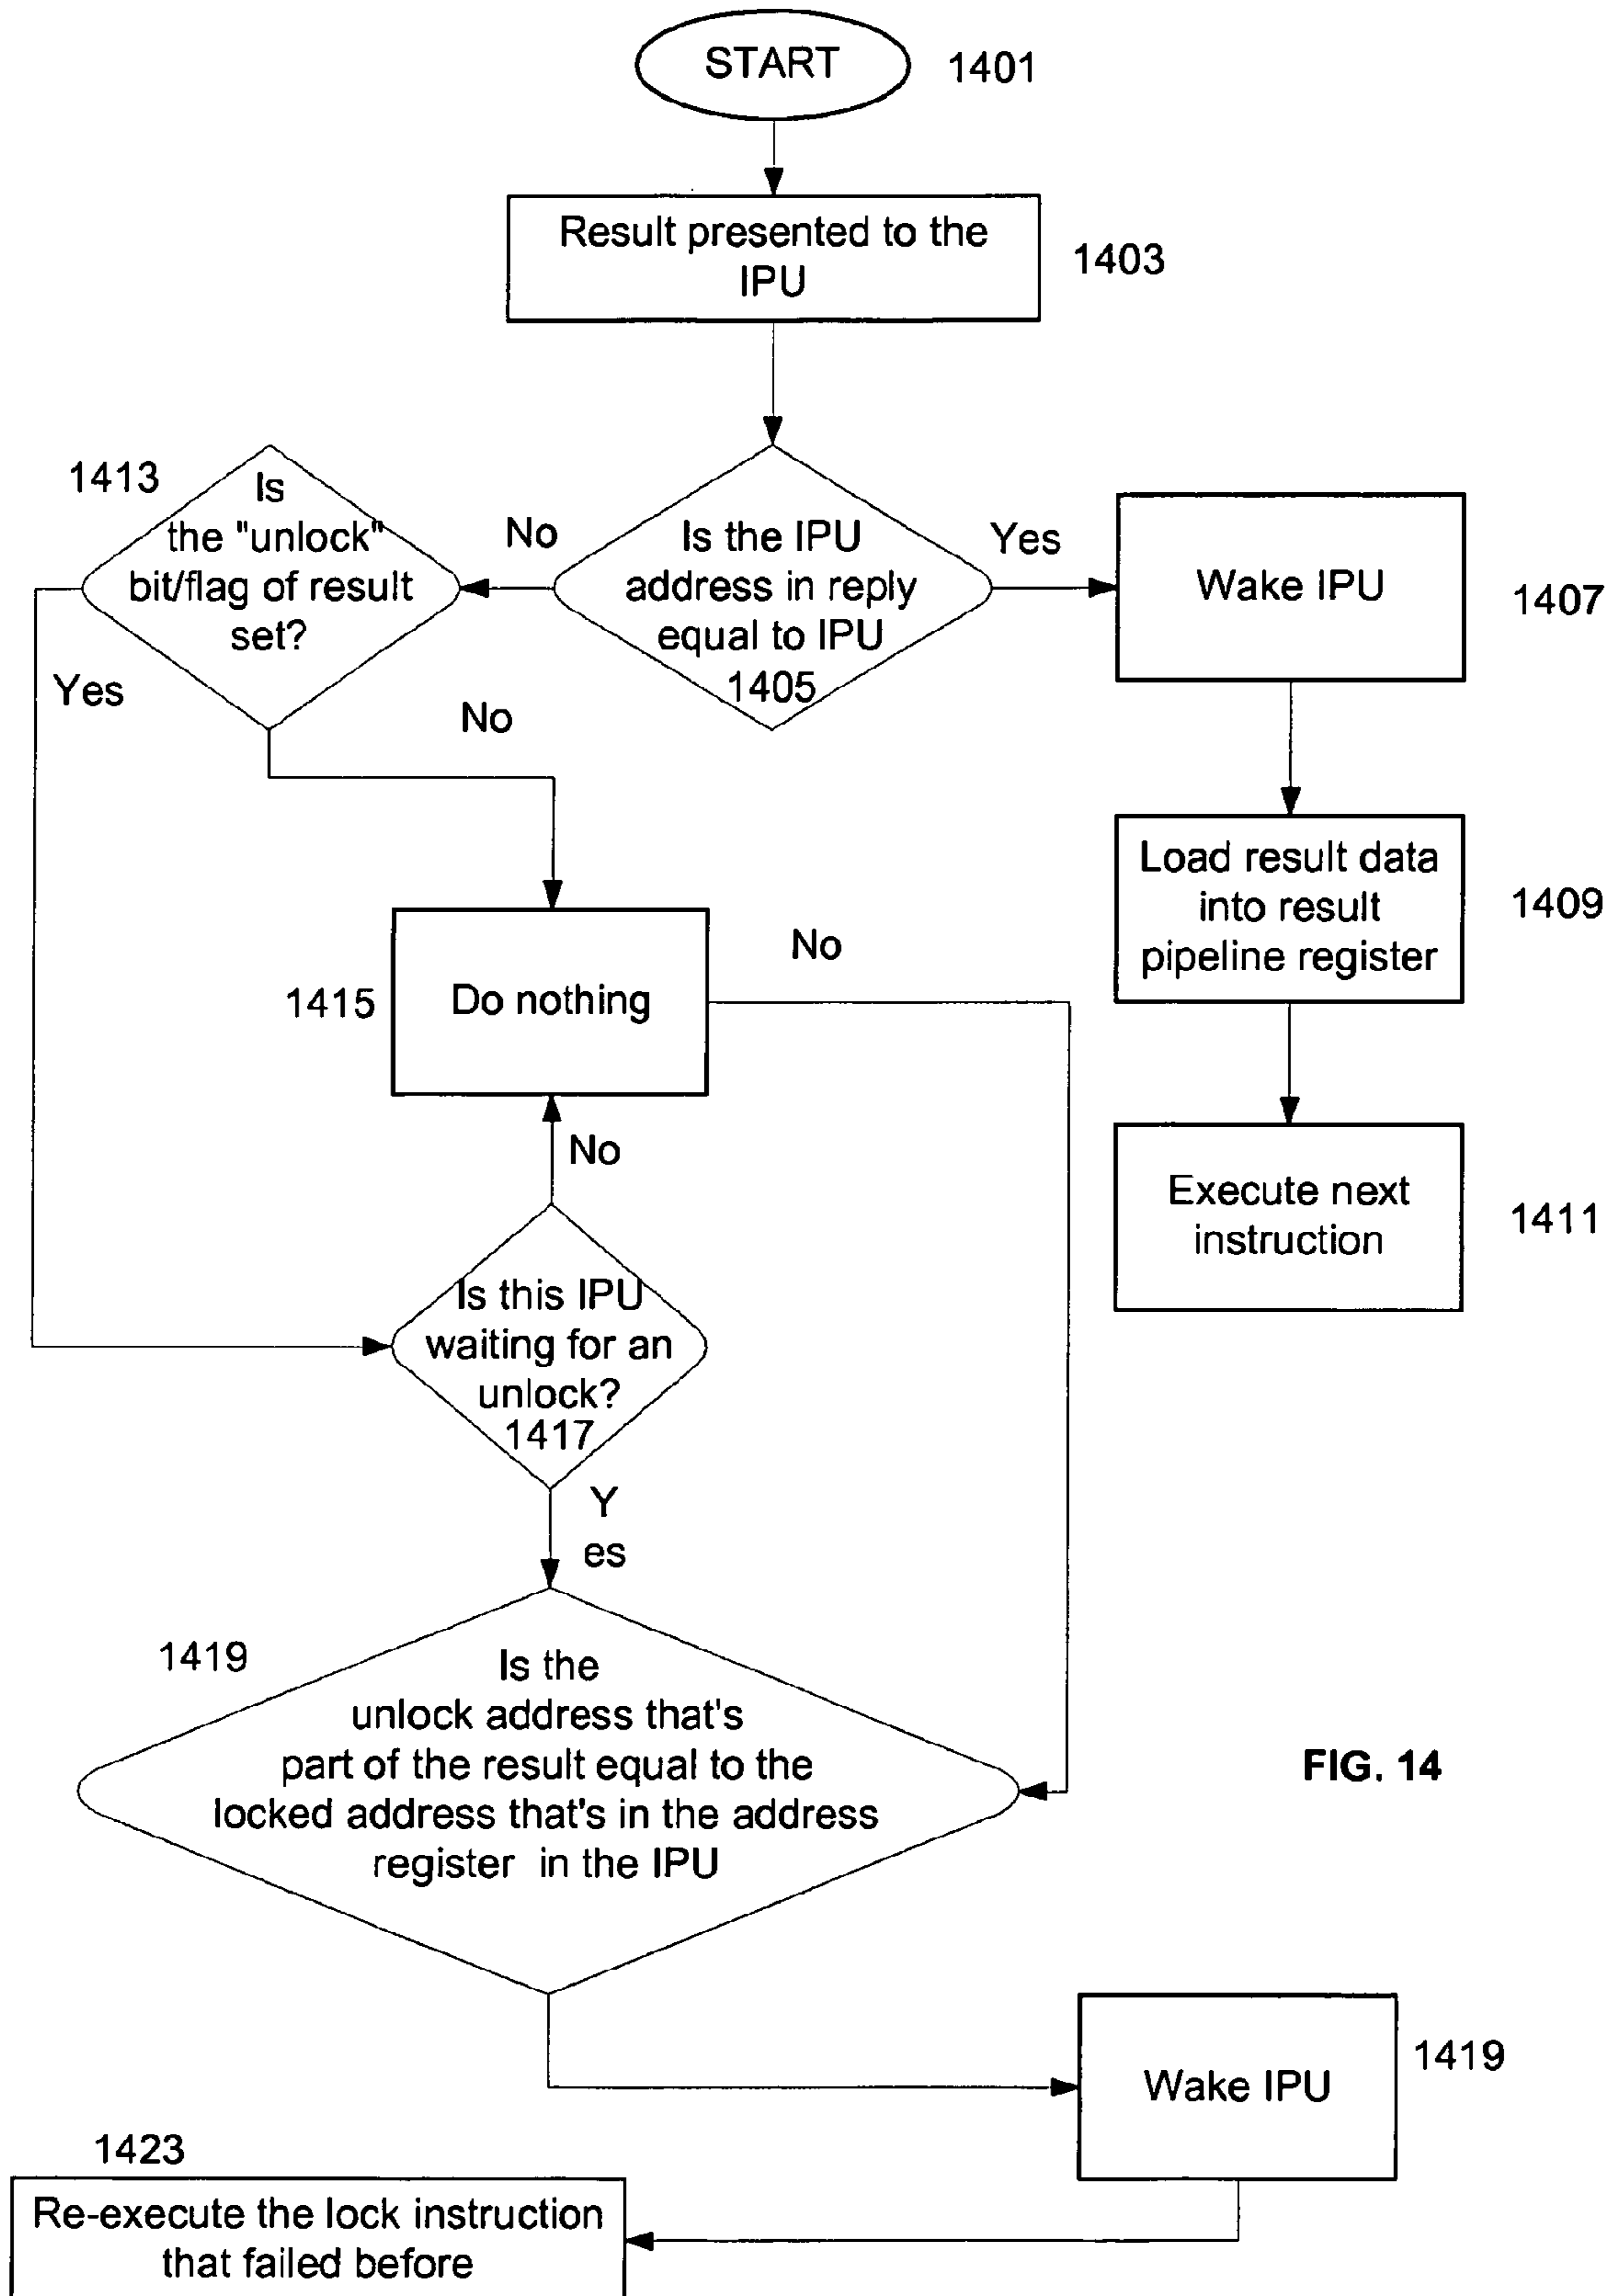 START
1401
Result presented to the
IPU
1403
1413
Is
the "unlock"
bit/flag of result
set?
No
Is the IPU
address in reply
equal to IPU
1405
Yes
Wake IPU
1407
Yes
No
Load result data
into result
pipeline register
1409
No
1415
Do nothing
No
Execute next
instruction
1411
Is this IPU
waiting for an
unlock?
1417
Y
es
1419
Is the
unlock address that's
part of the result equal to the
locked address that's in the address
register in the IPU
FIG. 14
Wake IPU
1419
1423
Re-execute the lock instruction
that failed before